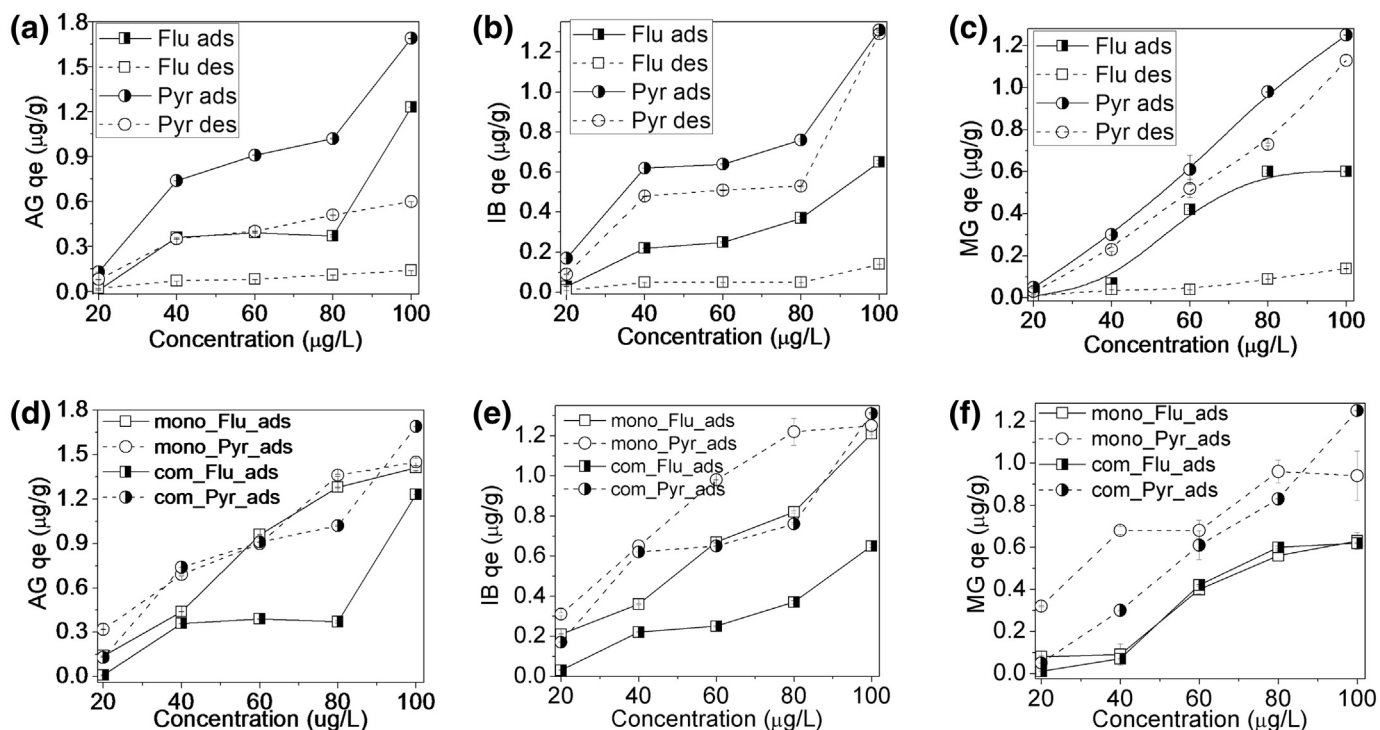 (a)
1.8
1.5
1.2
0.9
0.6
0.3
0.0
AG qe (µg/g)
Flu ads
Flu des
Pyr ads
Pyr des
20 40 60 80 100
Concentration (µg/L)
(b)
1.2
1.0
0.8
0.6
0.4
0.2
0.0
IB qe (µg/g)
Flu ads
Flu des
Pyr ads
Pyr des
20 40 60 80 100
Concentration (µg/L)
(c)
1.2
1.0
0.8
0.6
0.4
0.2
0.0
MG qe (µg/g)
Flu ads
Flu des
Pyr ads
Pyr des
20 40 60 80 100
Concentration (µg/L)
(d)
1.8
1.5
1.2
0.9
0.6
0.3
0.0
AG qe (µg/g)
mono_Flu_ads
mono_Pyr_ads
com_Flu_ads
com_Pyr_ads
20 40 60 80 100
Concentration (ug/L)
(e)
1.2
1.0
0.8
0.6
0.4
0.2
0.0
IB qe (µg/g)
mono_Flu_ads
mono_Pyr_ads
com_Flu_ads
com_Pyr_ads
20 40 60 80 100
Concentration (µg/L)
(f)
1.2
1.0
0.8
0.6
0.4
0.2
0.0
MG qe (µg/g)
mono_Flu_ads
mono_Pyr_ads
com_Flu_ads
com_Pyr_ads
20 40 60 80 100
Concentration (µg/L)